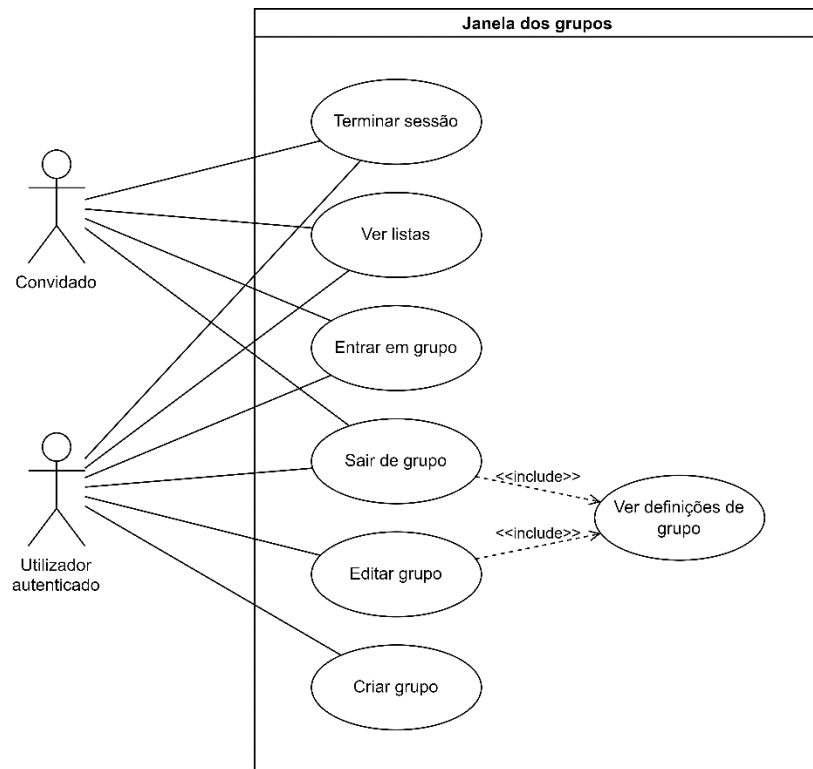 Janela dos grupos
Terminar sessão
Ver listas
Convidado
Entrar em grupo
Sair de grupo
<<include>>
Ver definições de
grupo
<<include>>
Utilizador
autenticado
Editar grupo
Criar grupo